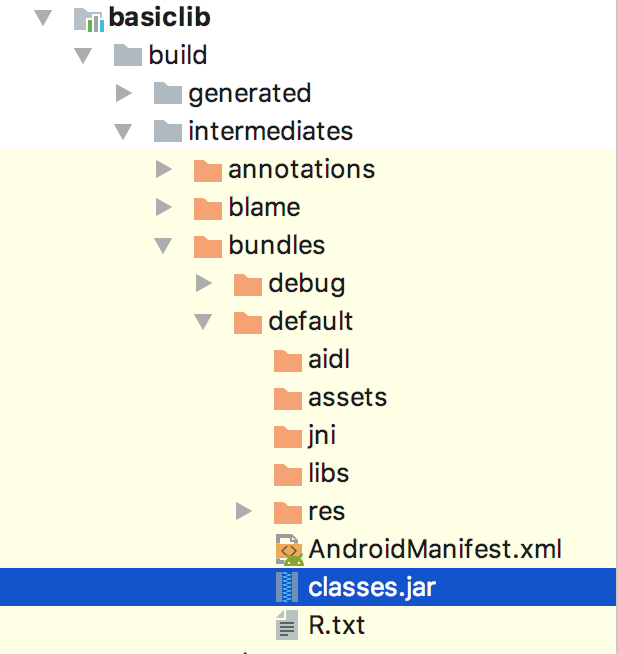 basiclib
build
generated
intermediates
annotations
blame
bundles
debug
default
aidl
assets
jni
libs
res
AndroidManifest.xml
classes.jar
R.txt